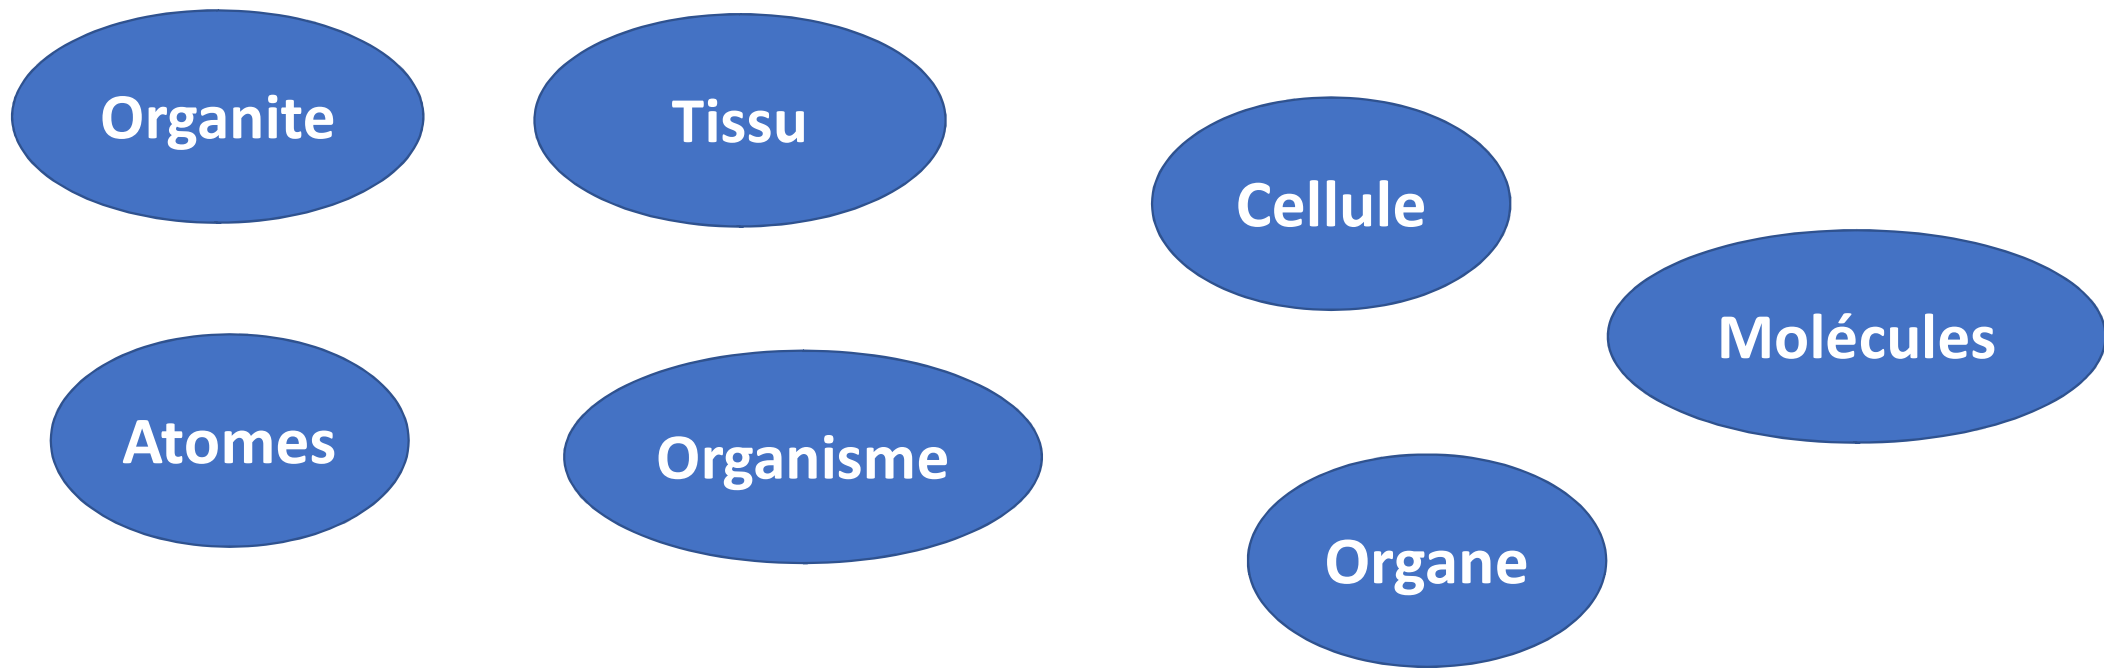 Organite
Tissu
Cellule
Molécules
Atomes
Organisme
Organe